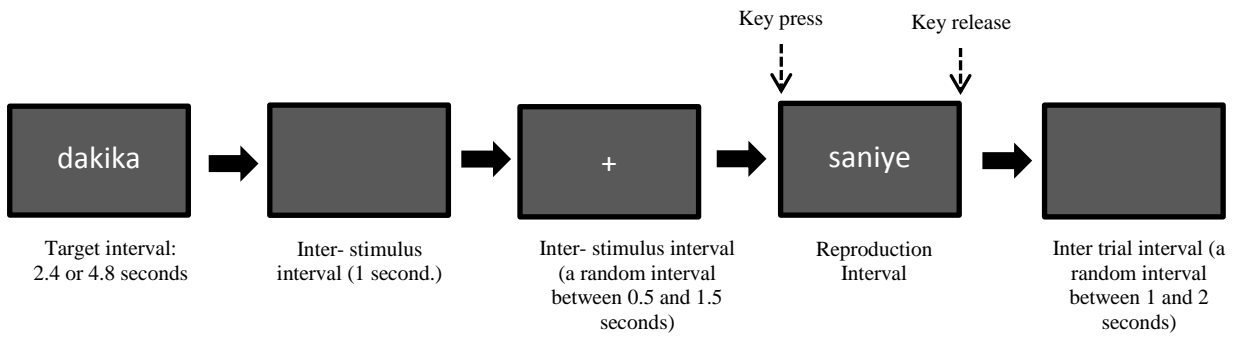 Key press
Key release
dakika
+
saniye
Target interval:
2.4 or 4.8 seconds
Inter- stimulus
interval (1 second.)
Inter- stimulus interval
(a random interval
between 0.5 and 1.5
seconds)
Reproduction
Interval
Inter trial interval (a
random interval
between 1 and 2
seconds)